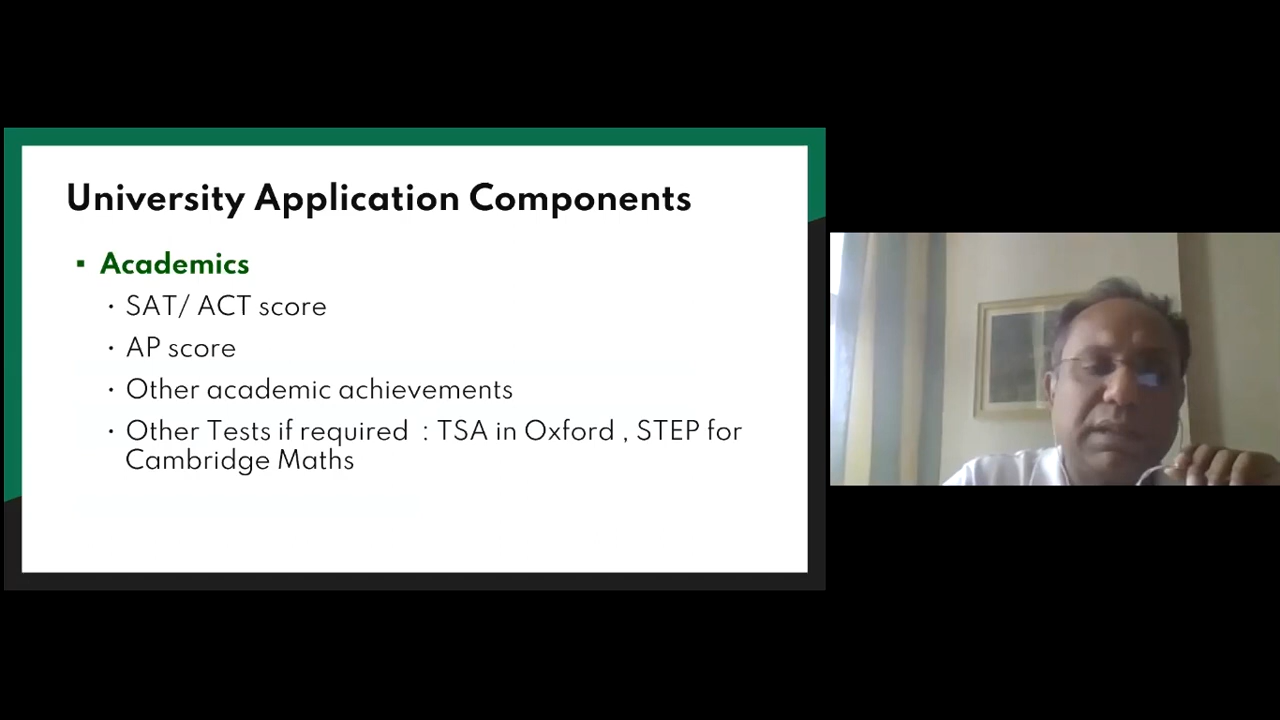 University Application Components
▪ Academics
• SAT/ ACT score
• AP score
• Other academic achievements
• Other Tests if required : TSA in Oxford , STEP for
Cambridge Maths